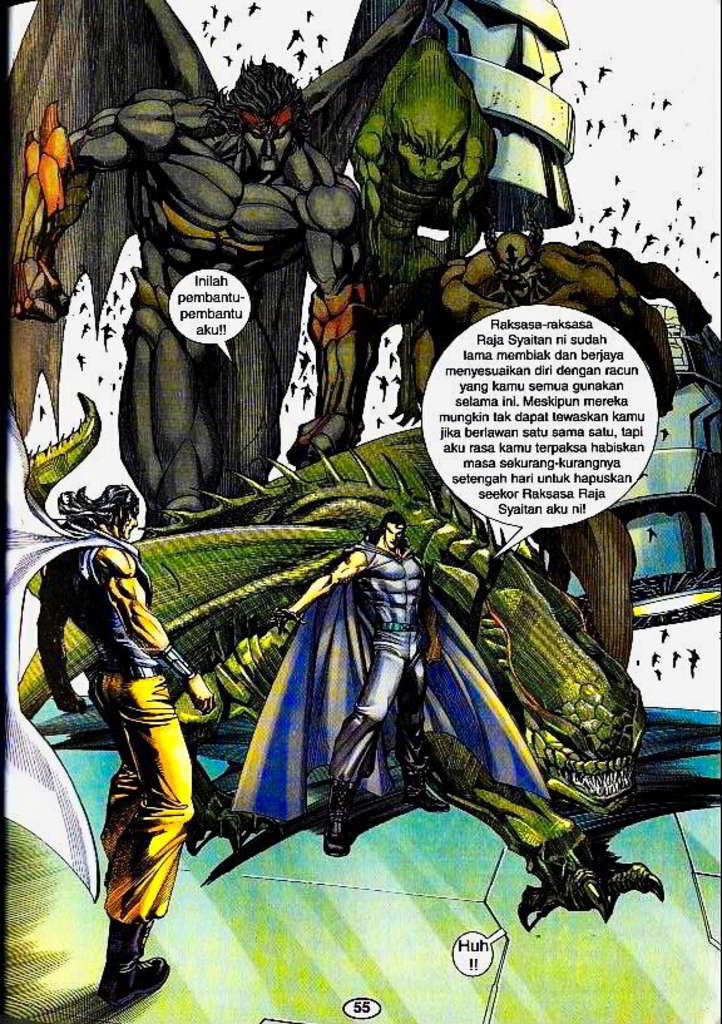 Inilah
pembantu-
pembantu
aku!!
Raksasa-raksasa
Raja Syaitan ni sudah
lama membiak dan berjaya
menyesuaikan diri dengan racun
yang kamu semua gunakan
selama ini. Meskipun mereka
mungkin tak dapat tewaskan kamu
jika berlawan satu sama satu, tapi
aku rasa kamu terpaksa habiskan
masa sekurang-kurangnya
setengah hari untuk hapuskan
seekor Raksasa Raja
Syaitan aku ni!
Huh
!!
55